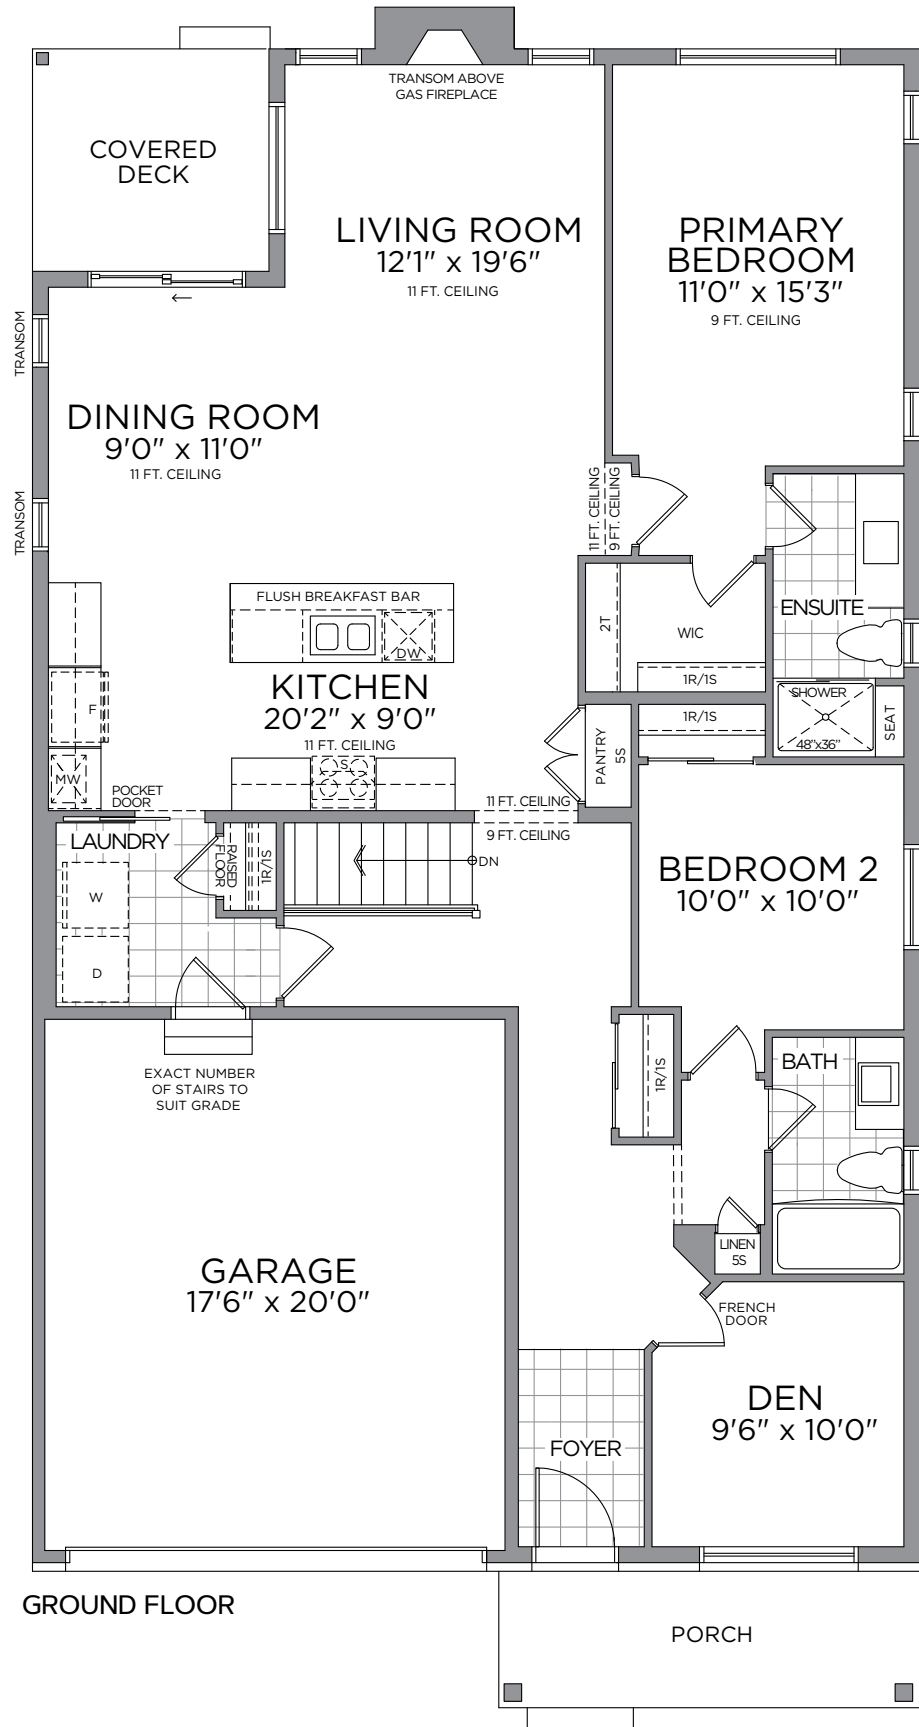 TRANSOM ABOVE
GAS FIREPLACE
COVERED
DECK
LIVING ROOM
12'1" x 19'6"
11 FT. CEILING
PRIMARY
BEDROOM
11'0" x 15'3"
9 FT. CEILING
TRANSOM
DINING ROOM
9'0" x 11'0"
11 FT. CEILING
TRANSOM
11 FT. CEILING
9 FT. CEILING
FLUSH BREAKFAST BAR
DW
2T
WIC
1R/1S
ENSUITE
SHOWER
48"x36"
SEAT
F
KITCHEN
20'2" x 9'0"
11 FT. CEILING
S
MW
POCKET
DOOR
PANTRY
5S
1R/1S
11 FT. CEILING
9 FT. CEILING
LAUNDRY
RAISED
FLOOR
1R/1S
DN
W
D
BEDROOM 2
10'0" x 10'0"
EXACT NUMBER
OF STAIRS TO
SUIT GRADE
1R/1S
BATH
LINEN
5S
GARAGE
17'6" x 20'0"
FRENCH
DOOR
DEN
9'6" x 10'0"
FOYER
GROUND FLOOR
PORCH